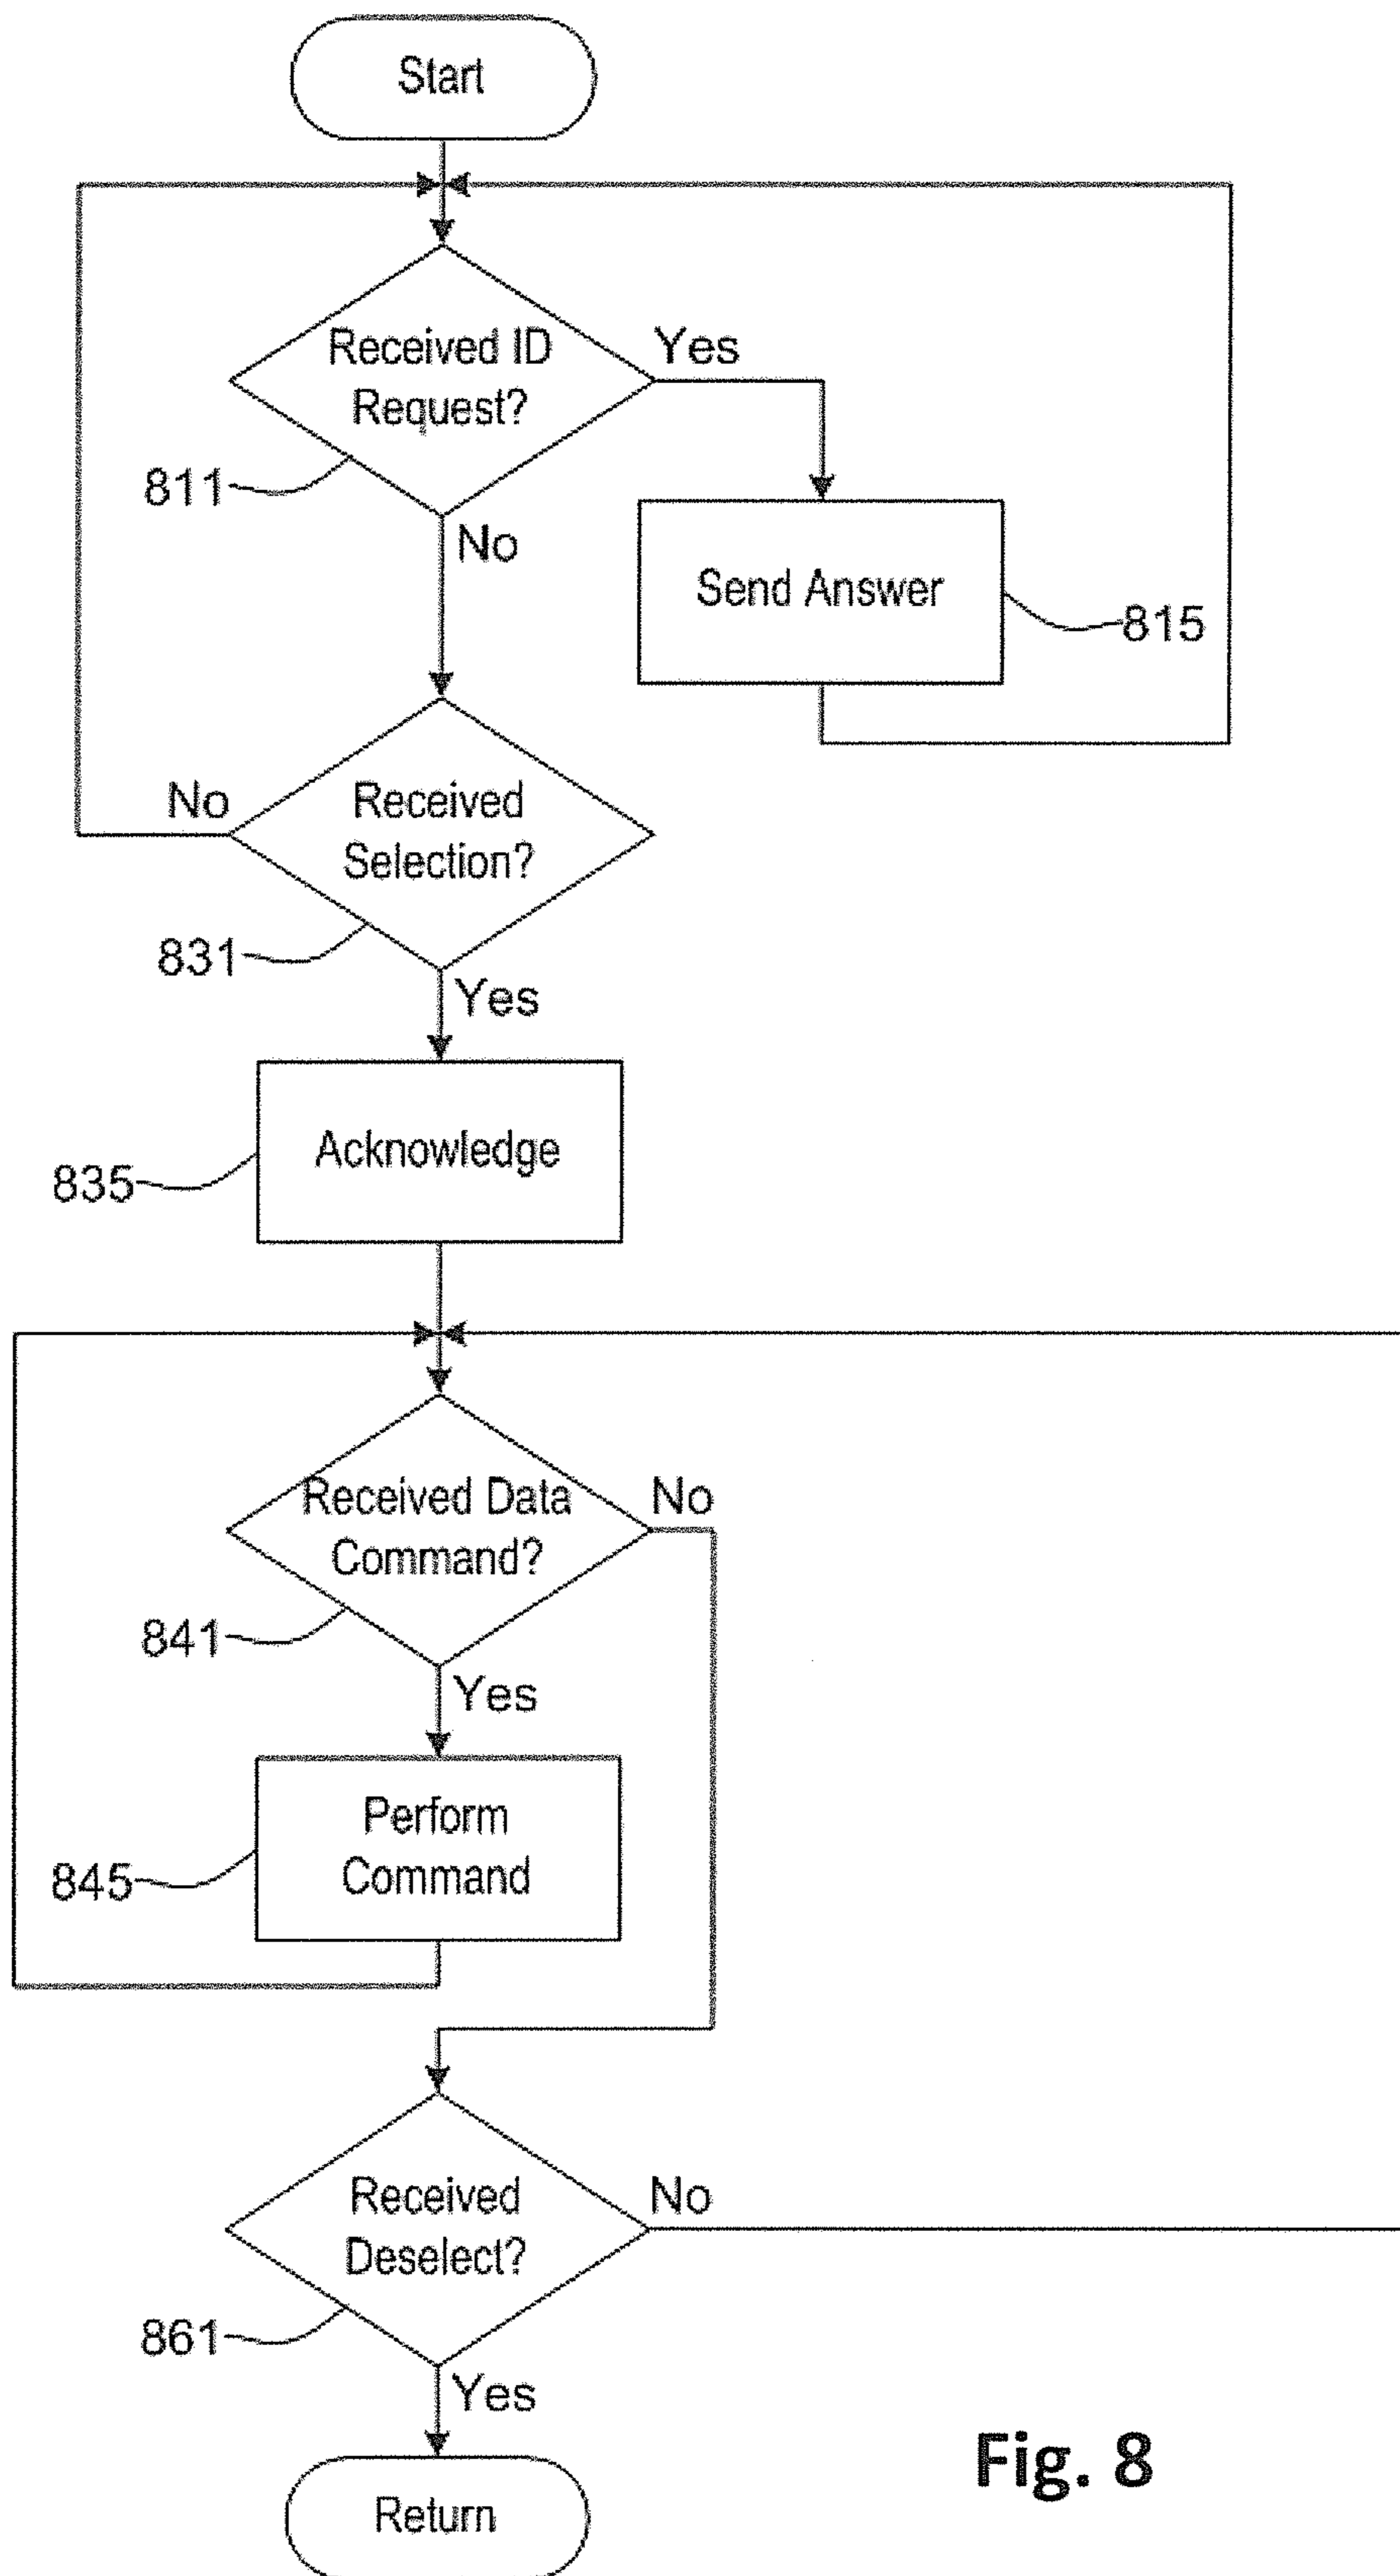 Start
Received ID
Request?
Yes
811
No
Send Answer
815
No
Received
Selection?
831
Yes
Acknowledge
835
Received Data
Command?
No
841
Yes
Perform
Command
845
Received
Deselect?
No
861
Yes
Return
Fig. 8